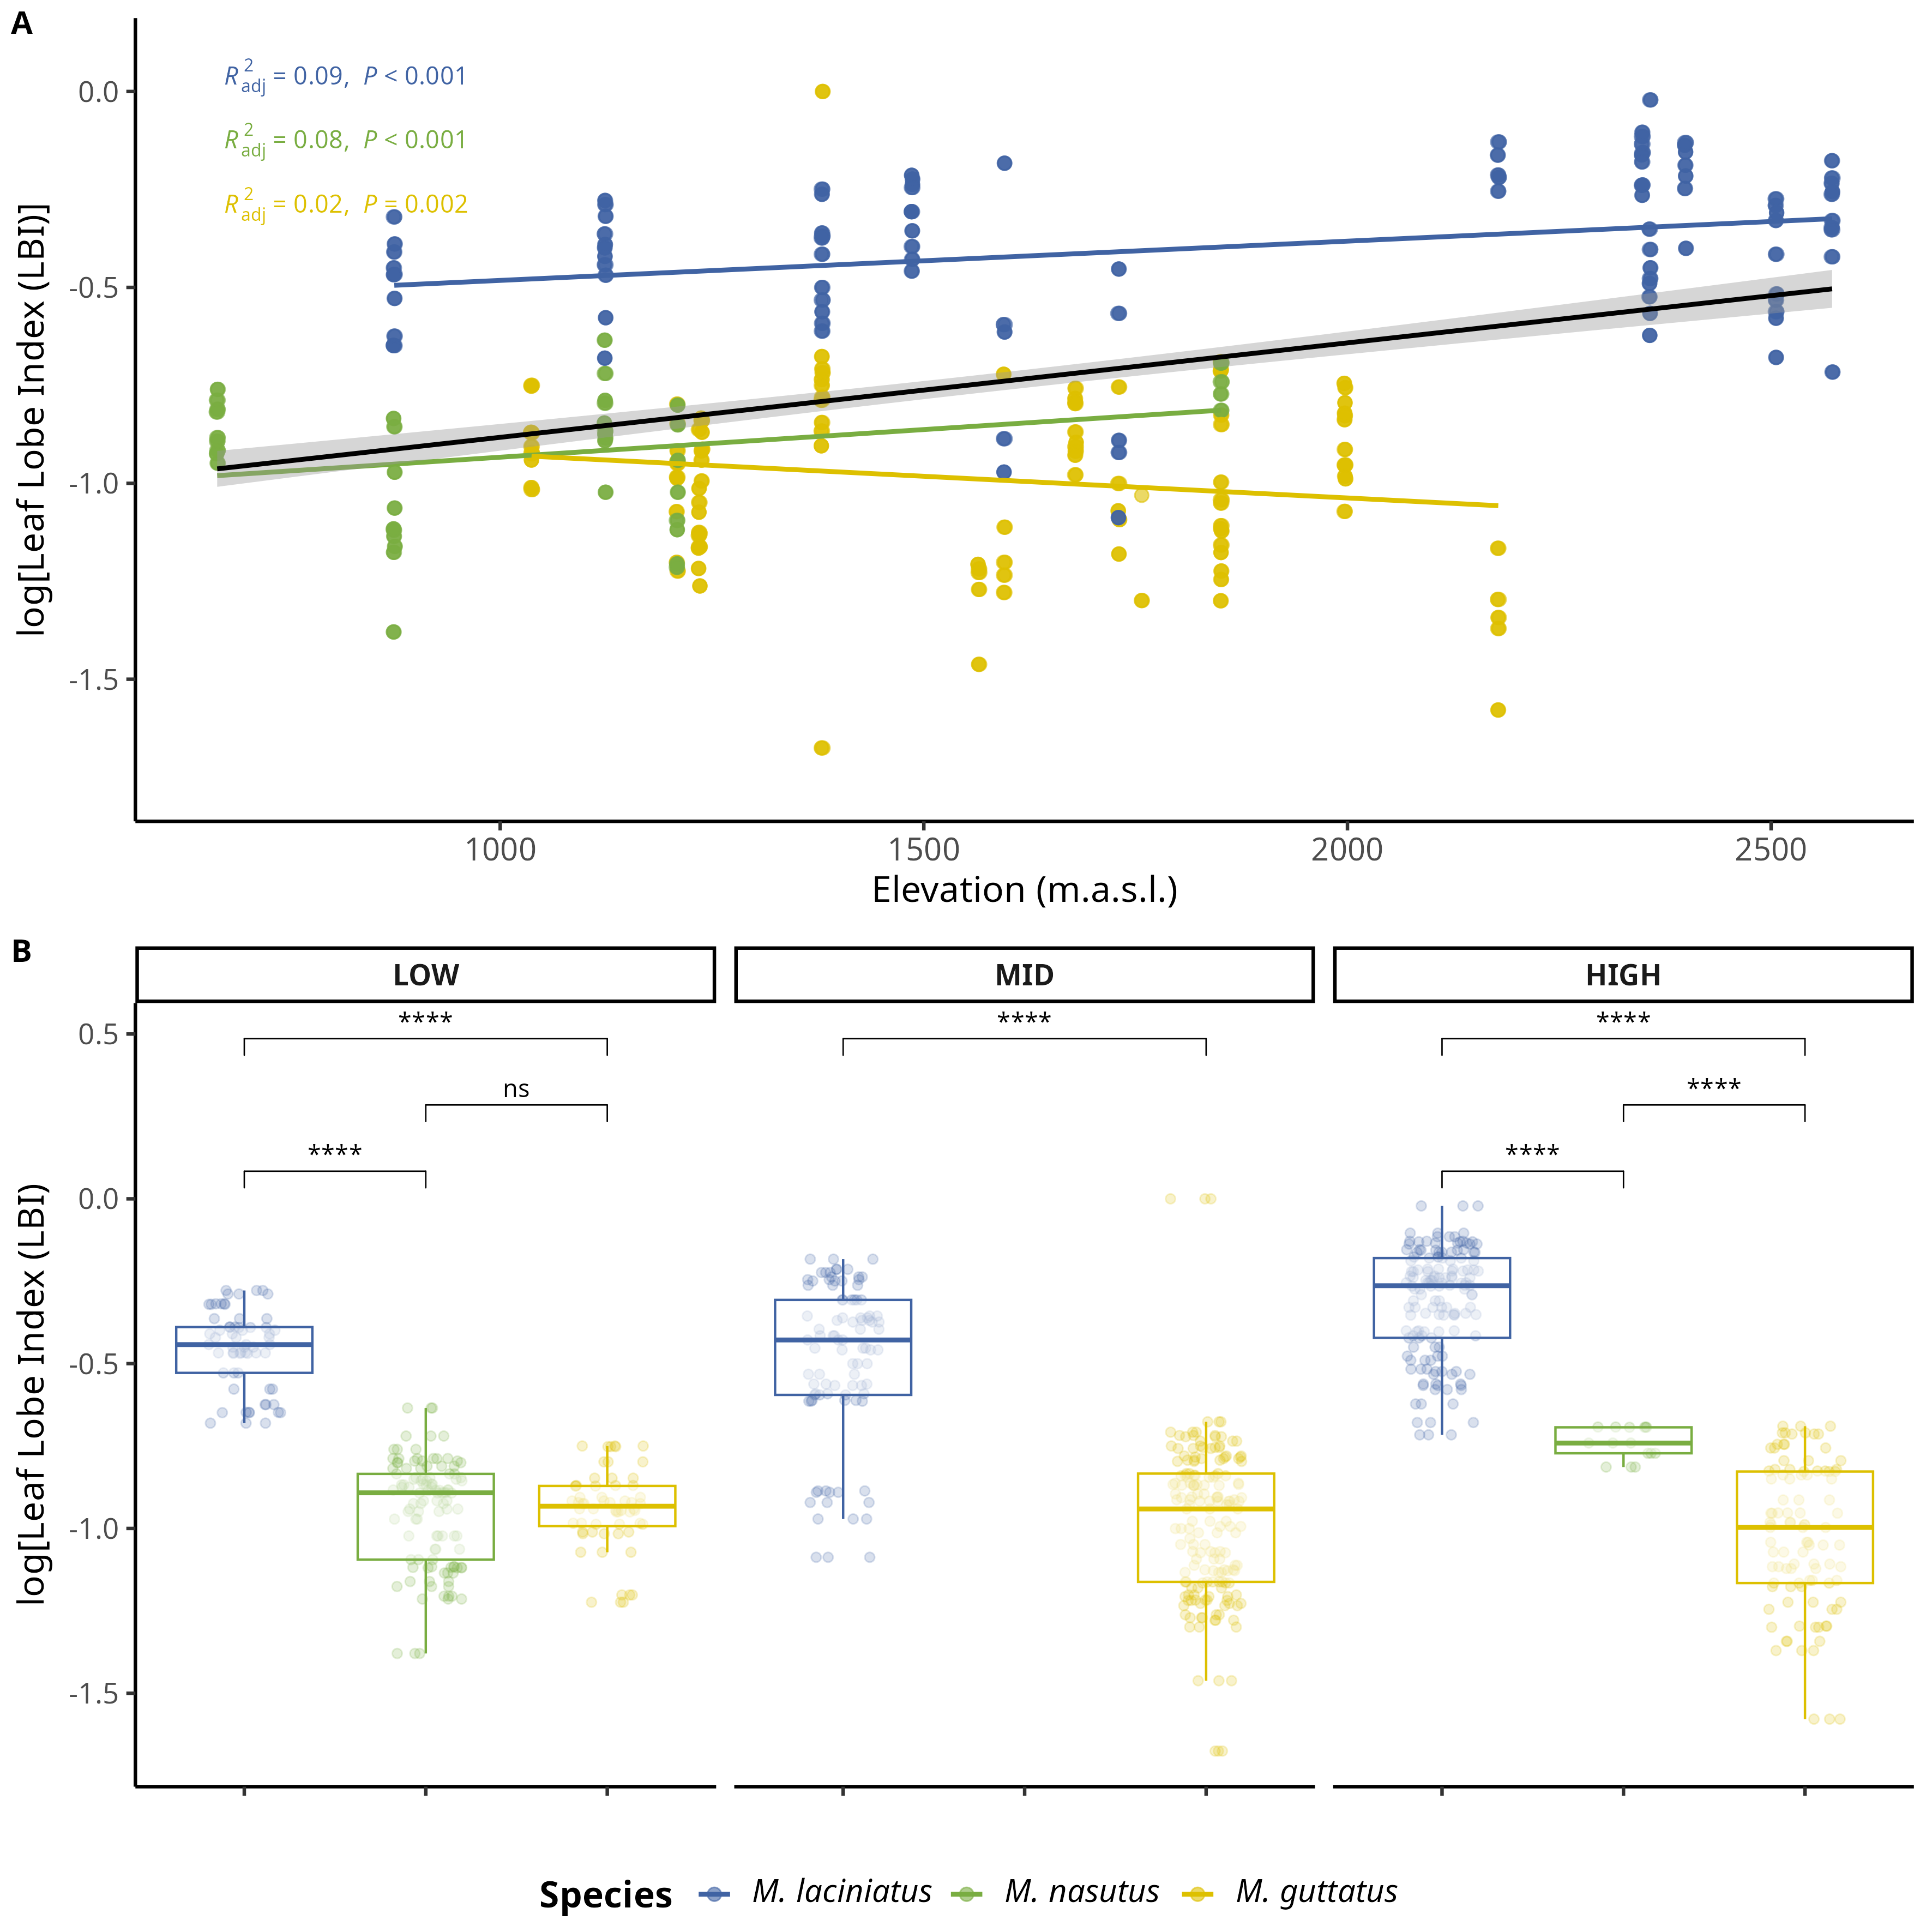 A
R²adj = 0.09, P < 0.001
R²adj = 0.08, P < 0.001
R²adj = 0.02, P = 0.002
log[Leaf Lobe Index (LBI)]
0.0
-0.5
-1.0
-1.5
1000 1500 2000 2500
Elevation (m.a.s.l.)
B
LOW MID HIGH
log[Leaf Lobe Index (LBI)
0.5
0.0
-0.5
-1.0
-1.5
**** **** ****
ns ****
**** ****
Species M. laciniatus M. nasutus M. guttatus